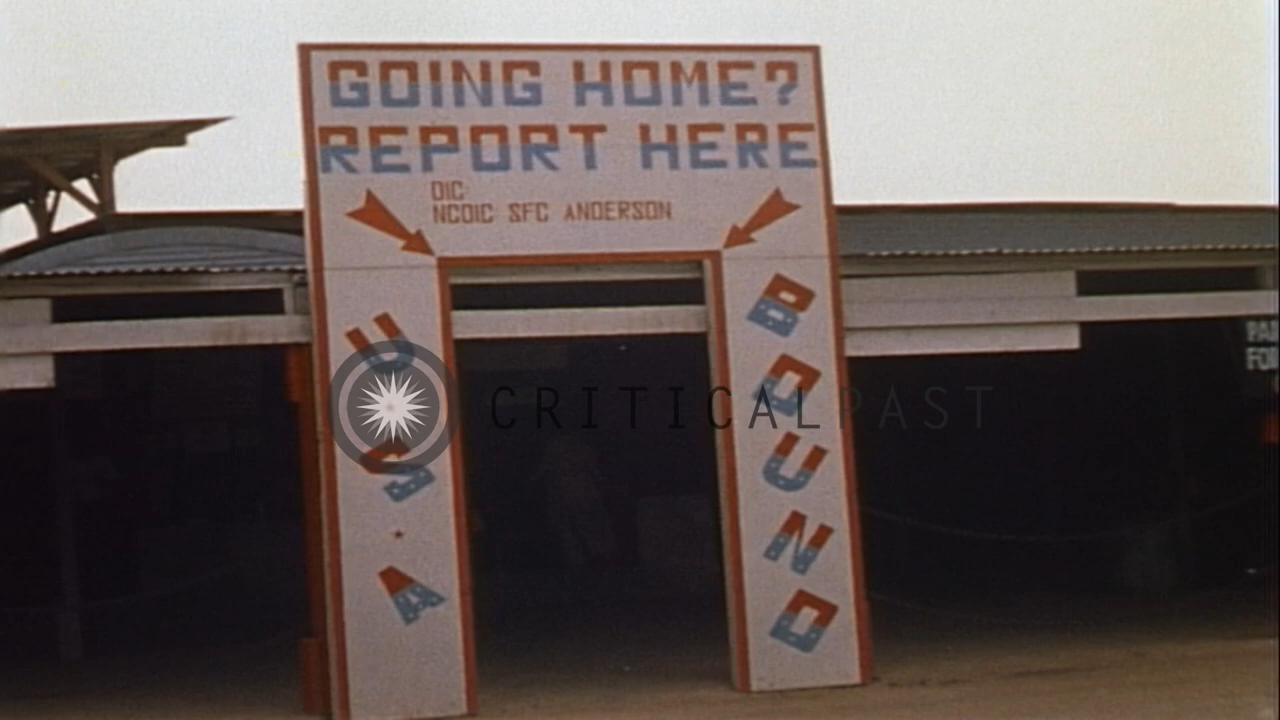 GOING HOME?
REPORT HERE
OIC:
NCOIC SFC ANDERSON
U.S.A
BOUND
CRITICALPAST